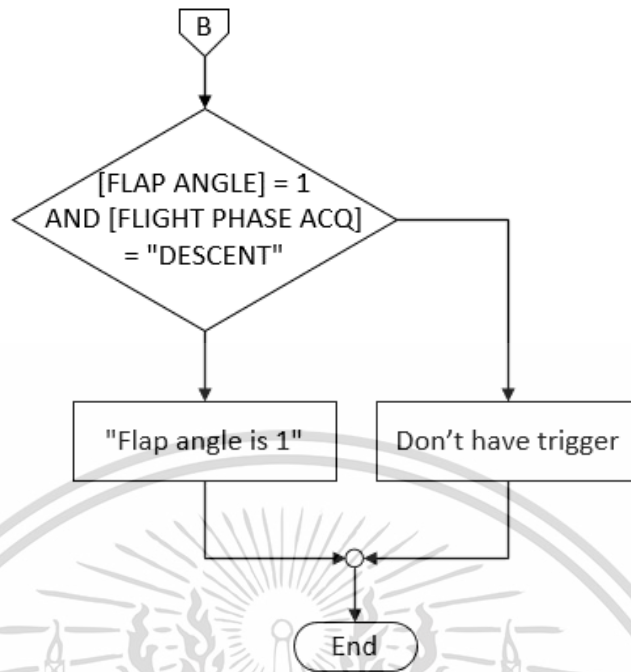 B
[FLAP ANGLE] = 1
AND [FLIGHT PHASE ACQ]
= "DESCENT"
"Flap angle is 1"
Don’t have trigger
End